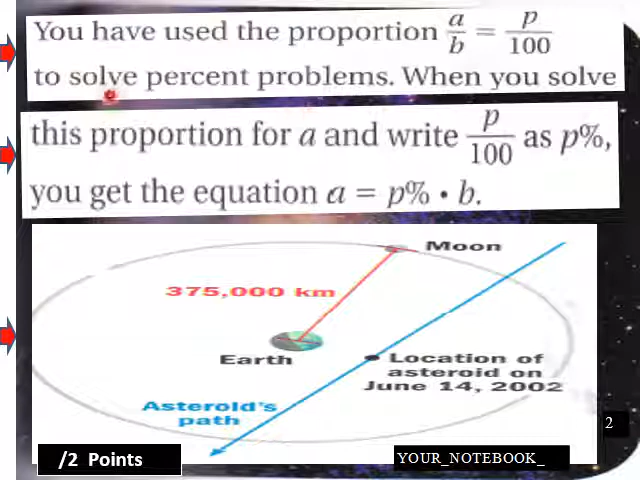 You have used the proportion a/b = p/100
to solve percent problems. When you solve
this proportion for a and write p/100 as p%,
you get the equation a = p% • b.
Moon
375,000 km
Earth
Location of
asteroid on
June 14, 2002
Asteroid's
path
2
/2 Points
YOUR_NOTEBOOK_